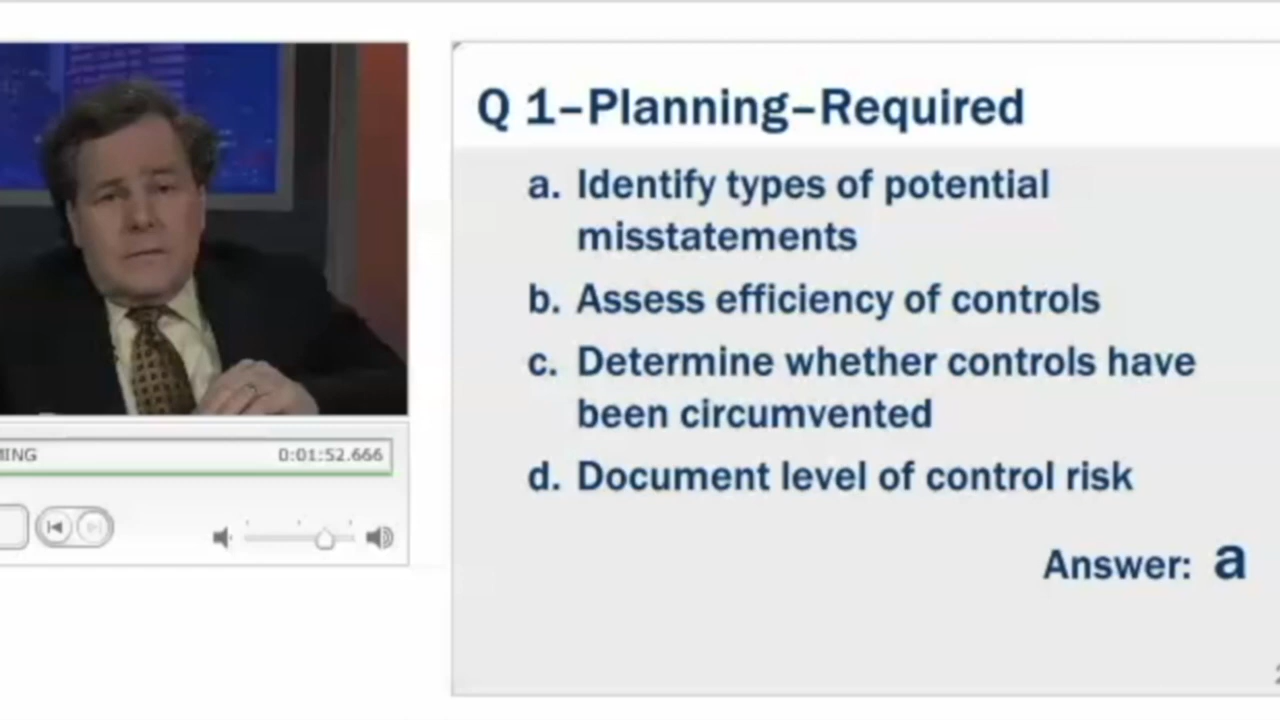 Q 1–Planning–Required
a. Identify types of potential
misstatements
b. Assess efficiency of controls
c. Determine whether controls have
been circumvented
d. Document level of control risk
Answer: a
MING 0:01:52.666